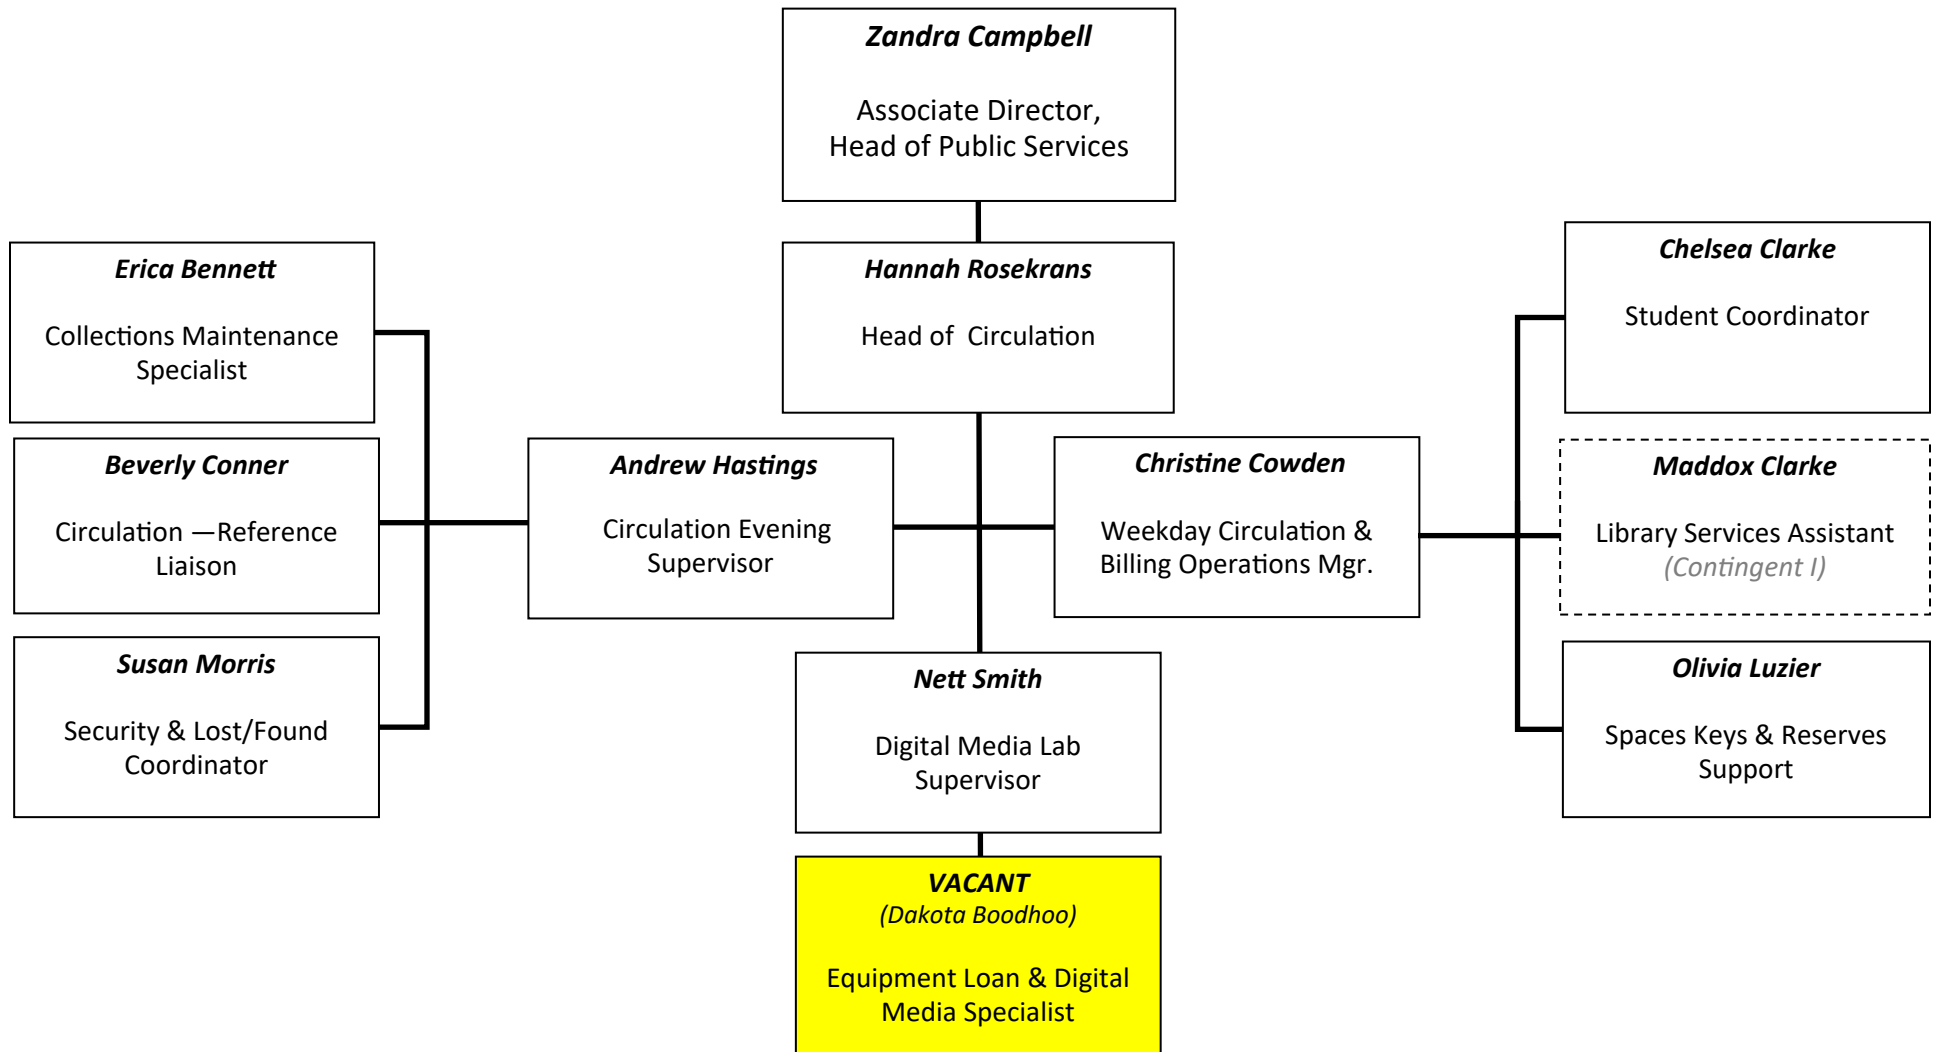 Zandra Campbell
Associate Director,
Head of Public Services
Hannah Rosekrans
Head of  Circulation
Erica Bennett
Collections Maintenance
Specialist
Beverly Conner
Circulation —Reference
Liaison
Susan Morris
Security & Lost/Found
Coordinator
Andrew Hastings
Circulation Evening
Supervisor
Christine Cowden
Weekday Circulation &
Billing Operations Mgr.
Chelsea Clarke
Student Coordinator
Maddox Clarke
Library Services Assistant
(Contingent I)
Olivia Luzier
Spaces Keys & Reserves
Support
Nett Smith
Digital Media Lab
Supervisor
VACANT
(Dakota Boodhoo)
Equipment Loan & Digital
Media Specialist